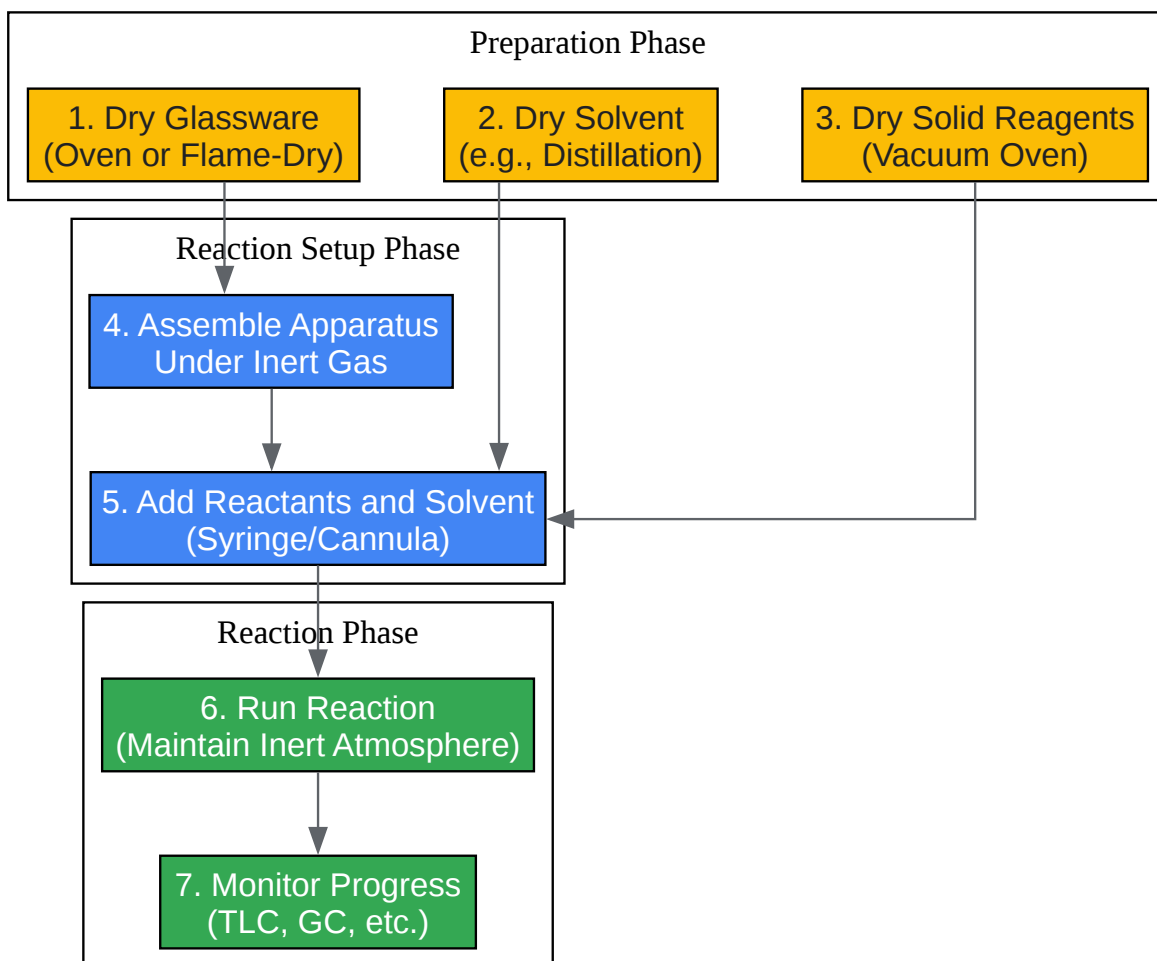 Preparation Phase
1. Dry Glassware
(Oven or Flame-Dry)
2. Dry Solvent
(e.g., Distillation)
3. Dry Solid Reagents
(Vacuum Oven)
Reaction Setup Phase
4. Assemble Apparatus
Under Inert Gas
5. Add Reactants and Solvent
(Syringe/Cannula)
Reaction Phase
6. Run Reaction
(Maintain Inert Atmosphere)
7. Monitor Progress
(TLC, GC, etc.)